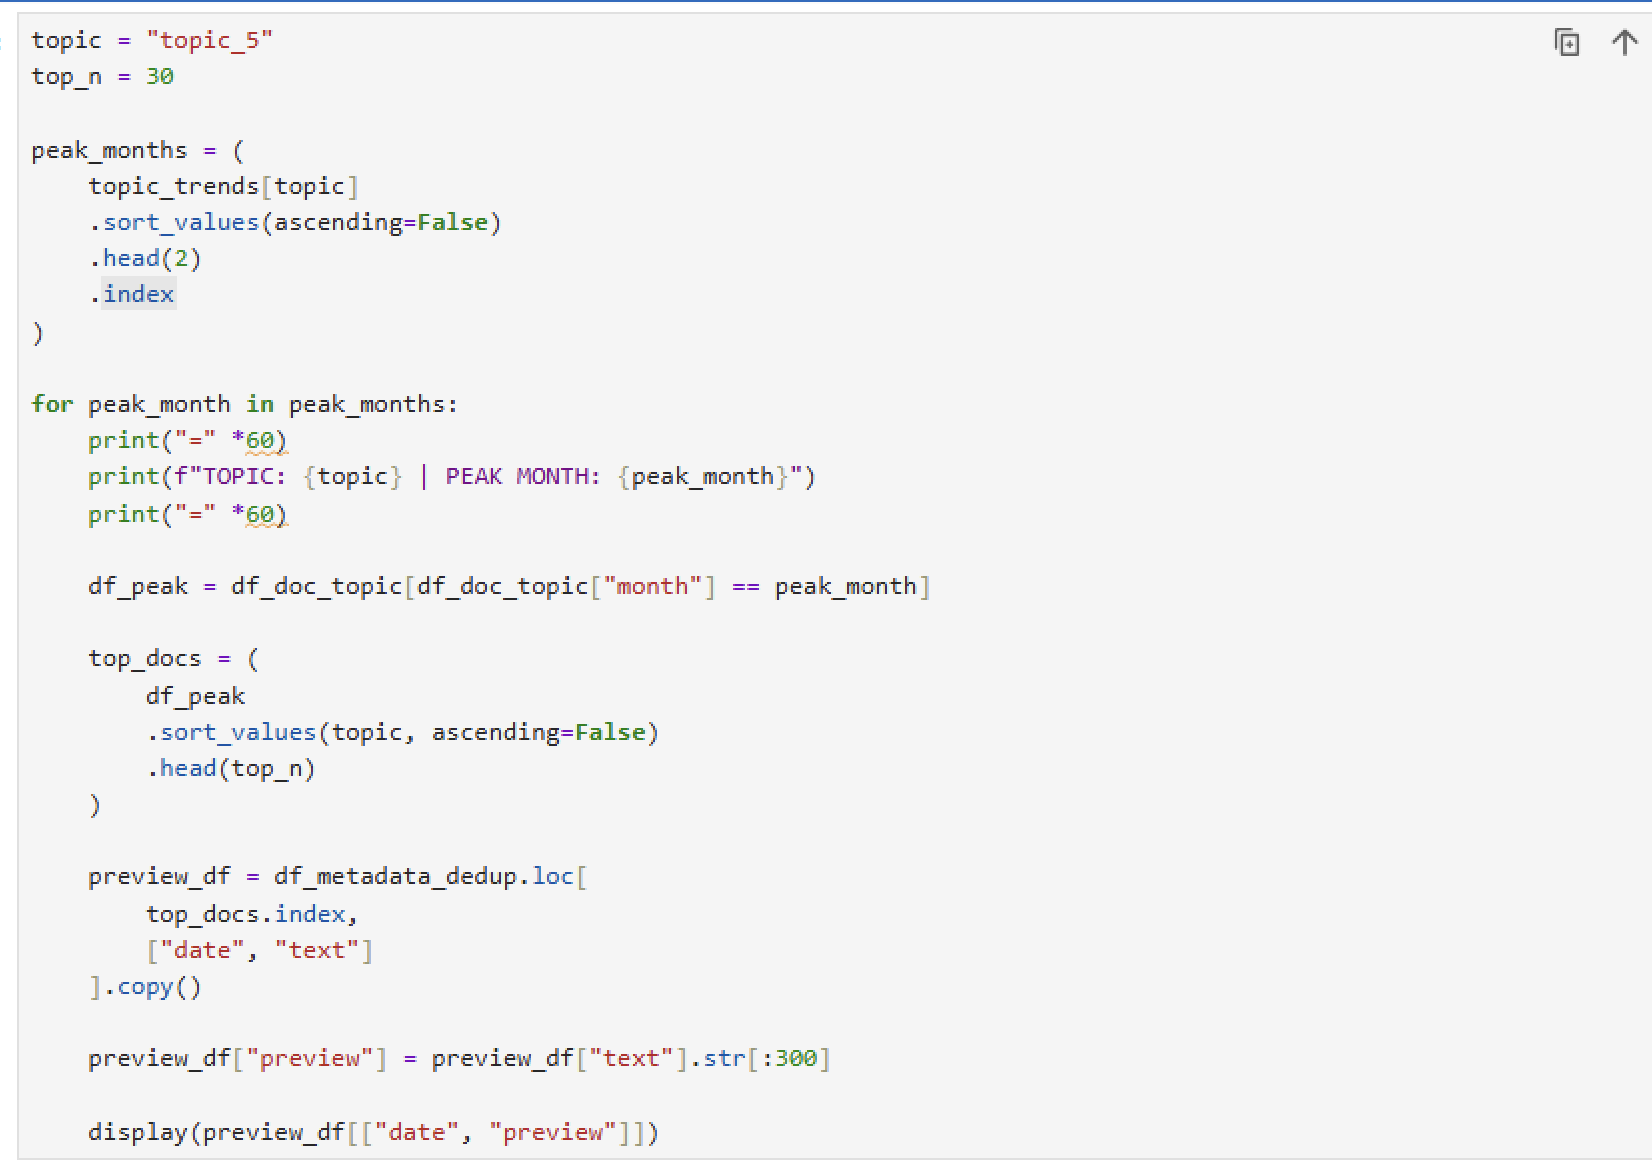 topic = "topic_5"
top_n = 30
peak_months = (
    topic_trends[topic]
    .sort_values(ascending=False)
    .head(2)
    .index
)
for peak_month in peak_months:
    print("=" *60)
    print(f"TOPIC: {topic} | PEAK MONTH: {peak_month}")
    print("=" *60)
    df_peak = df_doc_topic[df_doc_topic["month"] == peak_month]
    top_docs = (
        df_peak
        .sort_values(topic, ascending=False)
        .head(top_n)
    )
    preview_df = df_metadata_dedup.loc[
        top_docs.index,
        ["date", "text"]
    ].copy()
    preview_df["preview"] = preview_df["text"].str[:300]
    display(preview_df[["date", "preview"]])